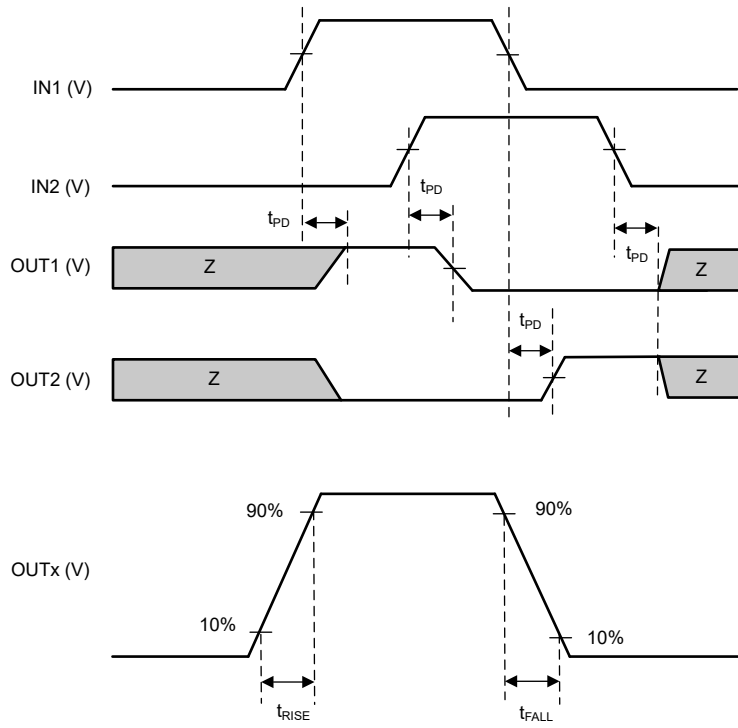 IN1 (V)
IN2 (V)
tPD
tPD
tPD
OUT1 (V)
Z
Z
tPD
OUT2 (V)
Z
Z
90%
90%
OUTx (V)
10%
10%
tRISE
tFALL